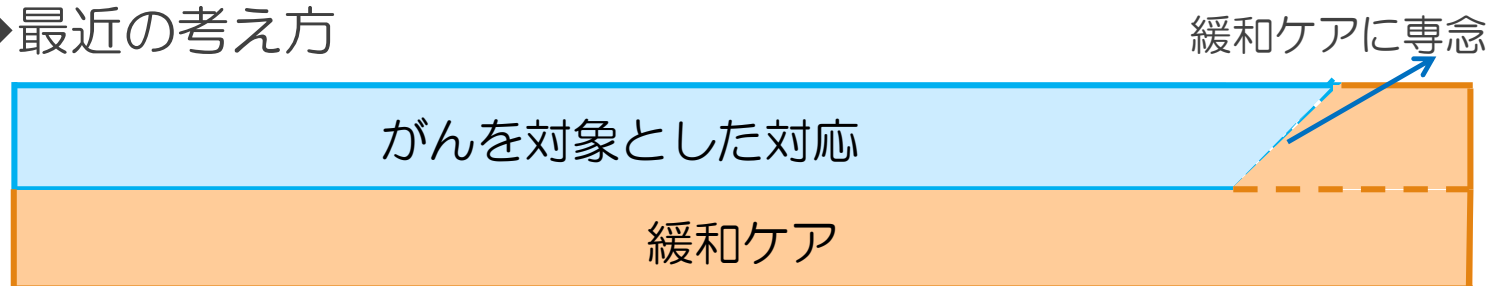 ◆最近の考え方
緩和ケアに専念
がんを対象とした対応
緩和ケア